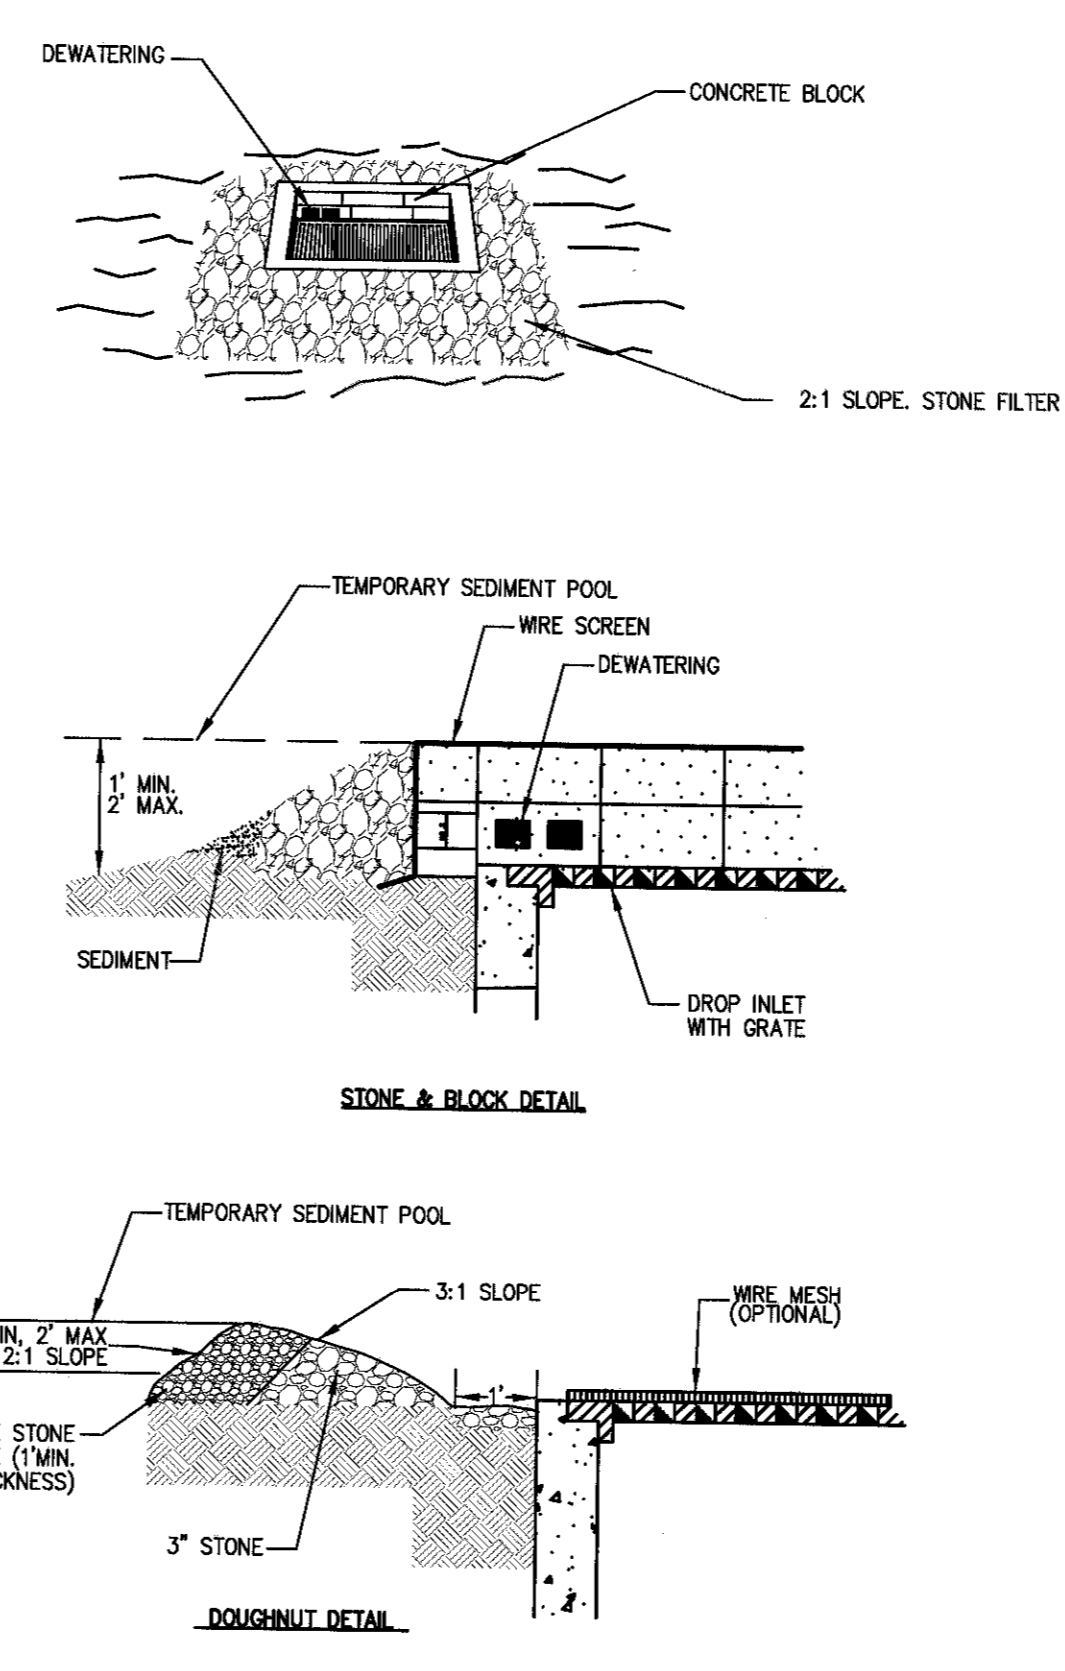 DEWATERING
CONCRETE BLOCK
2:1 SLOPE. STONE FILTER
TEMPORARY SEDIMENT POOL
WIRE SCREEN
DEWATERING
1' MIN.
2' MAX.
SEDIMENT
DROP INLET
WITH GRATE
STONE & BLOCK DETAIL
TEMPORARY SEDIMENT POOL
3:1 SLOPE
WIRE MESH
(OPTIONAL)
2' MAX
2:1 SLOPE
1'
STONE
(1'MIN.
3" STONE
DOUGHNUT DETAIL